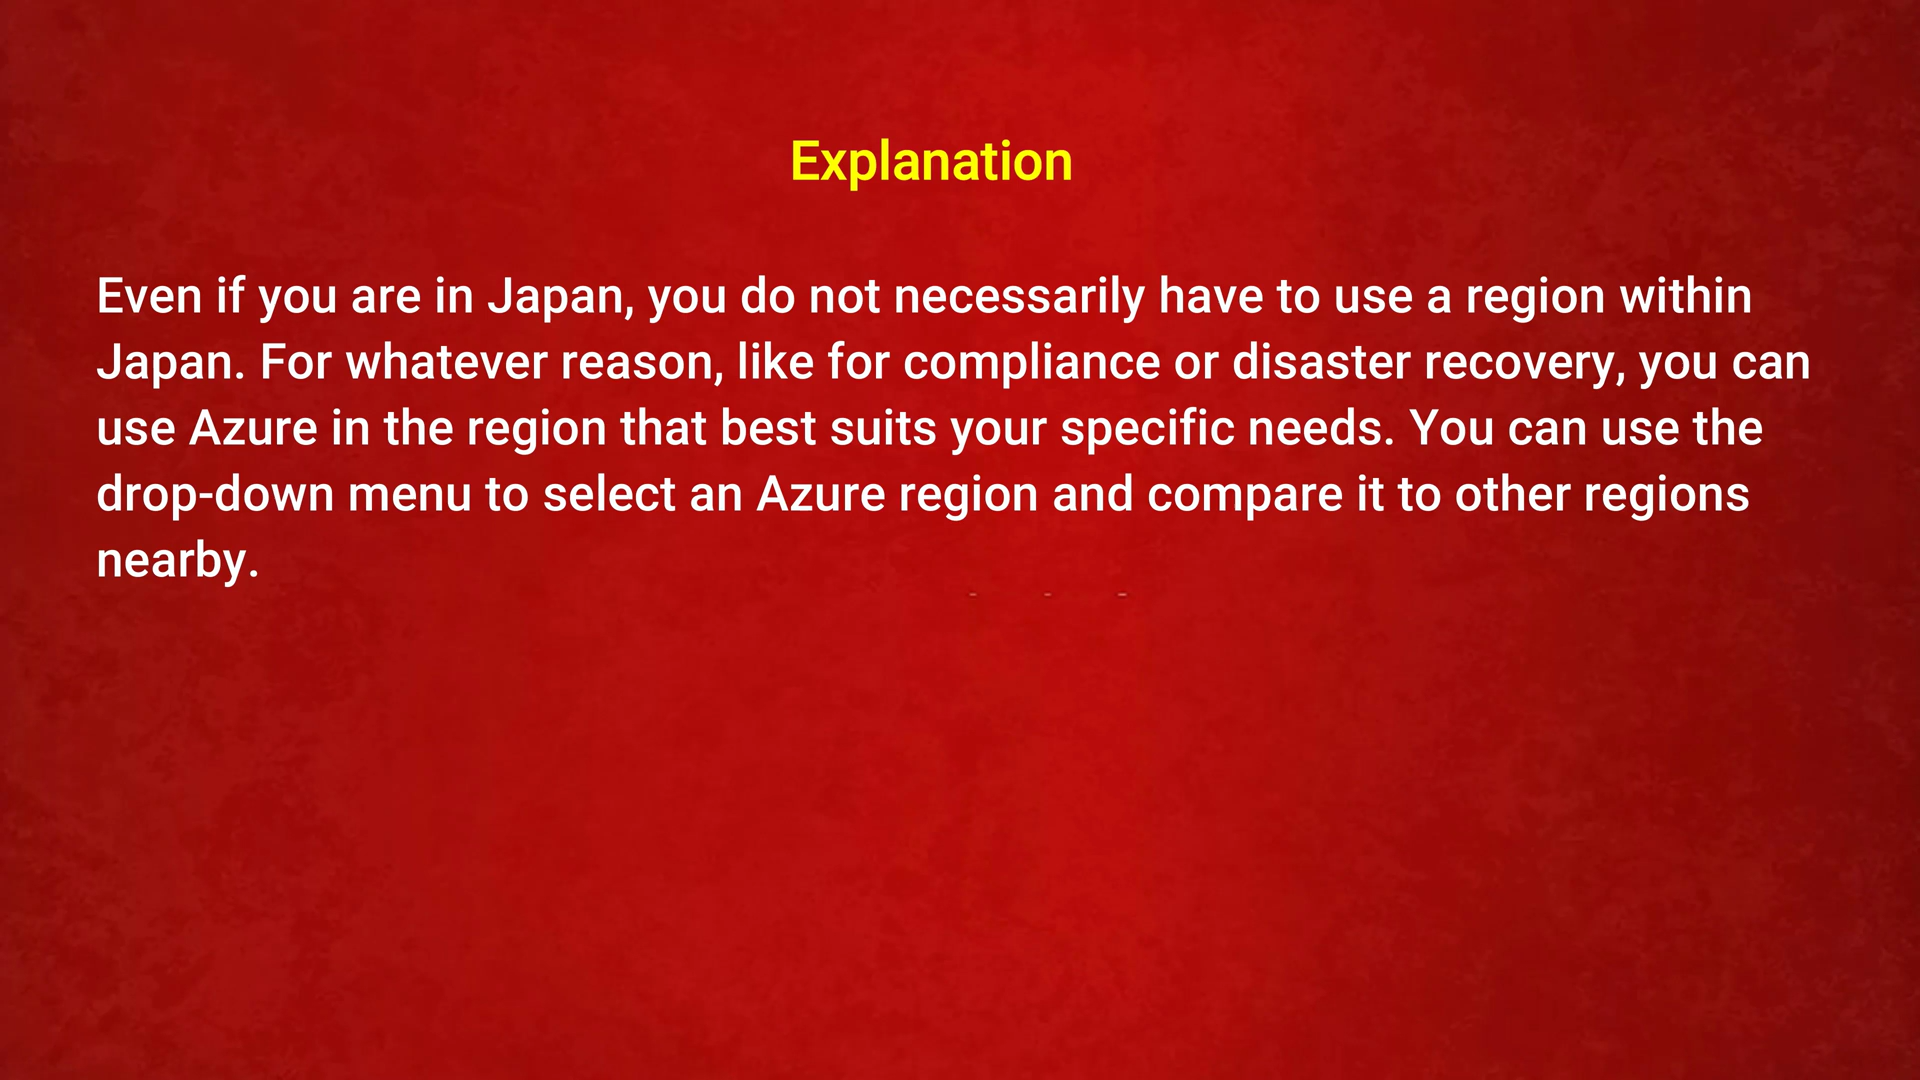 Explanation
Even if you are in Japan, you do not necessarily have to use a region within
Japan. For whatever reason, like for compliance or disaster recovery, you can
use Azure in the region that best suits your specific needs. You can use the
drop-down menu to select an Azure region and compare it to other regions
nearby.